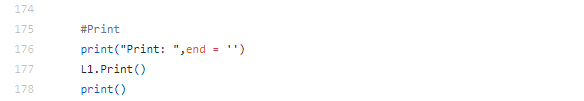 174
175 #Print
176 print("Print: ",end = '')
177 L1.Print()
178 print()